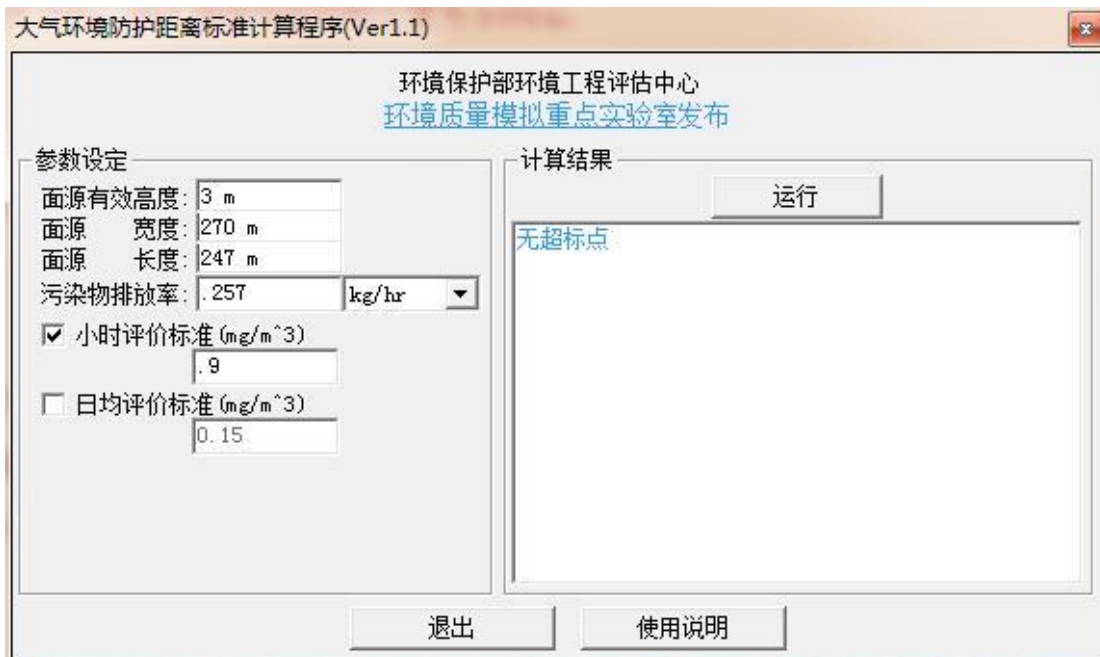 大气环境防护距离标准计算程序(Ver1.1)
环境保护部环境工程评估中心
环境质量模拟重点实验室发布
参数设定
面源有效高度: 3 m
面源 宽度: 270 m
面源 长度: 247 m
污染物排放率: .257 kg/hr
小时评价标准(mg/m^3)
.9
日均评价标准(mg/m^3)
0.15
计算结果
运行
无超标点
退出
使用说明